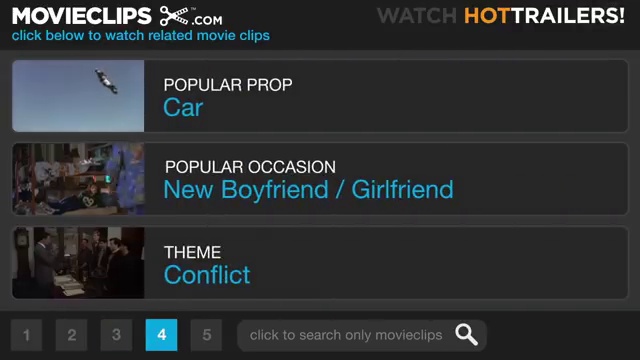 MOVIECLIPS .COM™
WATCH HOTTRAILERS!
click below to watch related movie clips
POPULAR PROP
Car
POPULAR OCCASION
New Boyfriend / Girlfriend
THEME
Conflict
1 2 3 4 5 click to search only movieclips